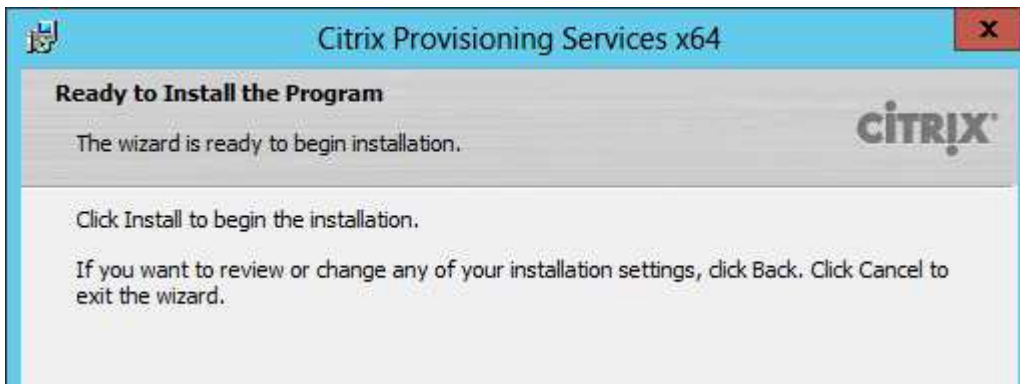 Citrix Provisioning Services x64
x
Ready to Install the Program
The wizard is ready to begin installation.
CİTRIX
Click Install to begin the installation.
If you want to review or change any of your installation settings, click Back. Click Cancel to
exit the wizard.